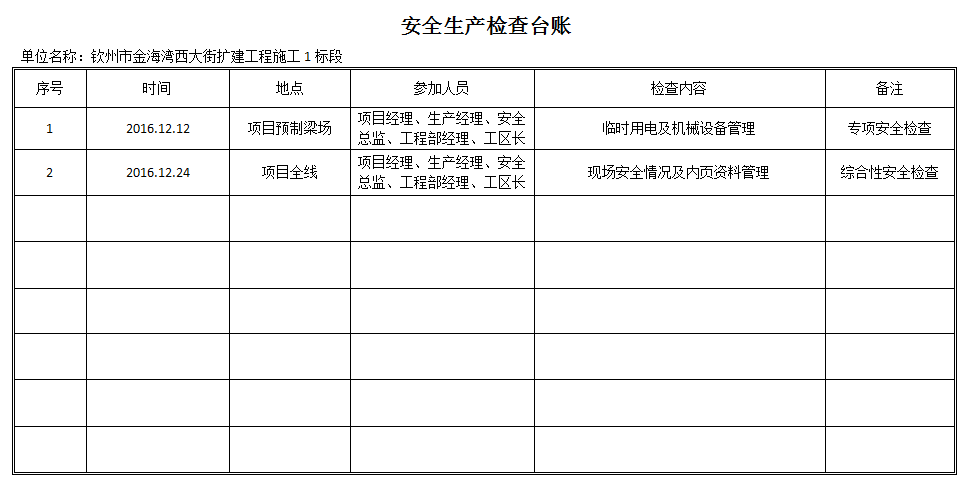 安全生产检查台账
单位名称：钦州市金海湾西大街扩建工程施工1标段
序号 时间 地点 参加人员 检查内容 备注
1 2016.12.12 项目预制梁场 项目经理、生产经理、安全 临时用电及机械设备管理 专项安全检查
总监、工程部经理、工区长
2 2016.12.24 项目全线 项目经理、生产经理、安全 现场安全情况及内页资料管理 综合性安全检查
总监、工程部经理、工区长